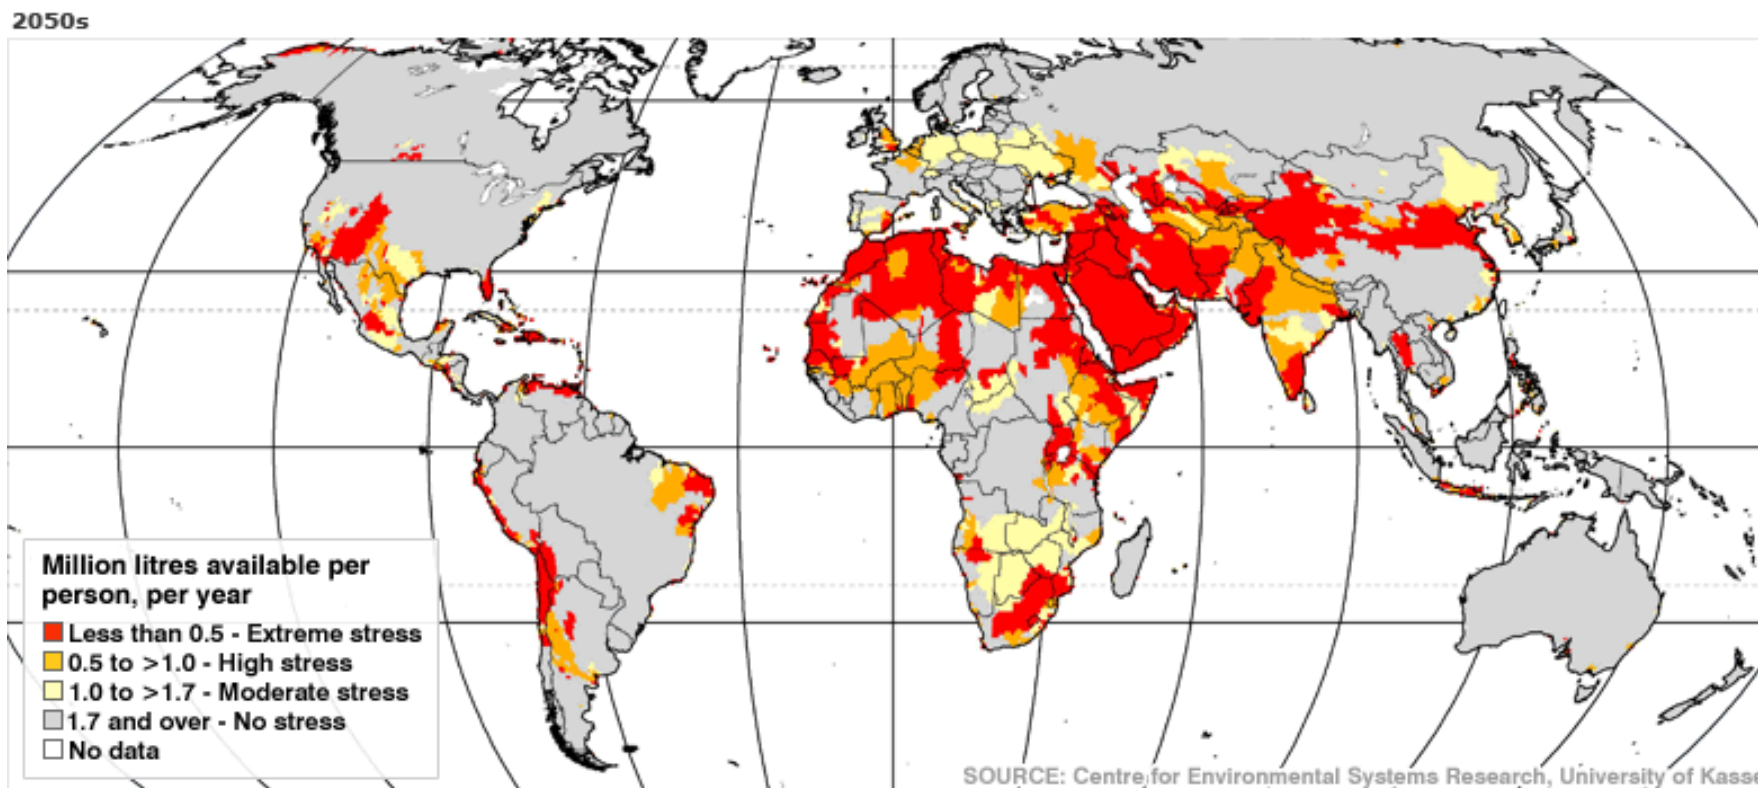 2050s
Million litres available per
person, per year
Less than 0.5 - Extreme stress
0.5 to >1.0 - High stress
1.0 to >1.7 - Moderate stress
1.7 and over - No stress
No data
SOURCE: Centre for Environmental Systems Research, University of Kasse